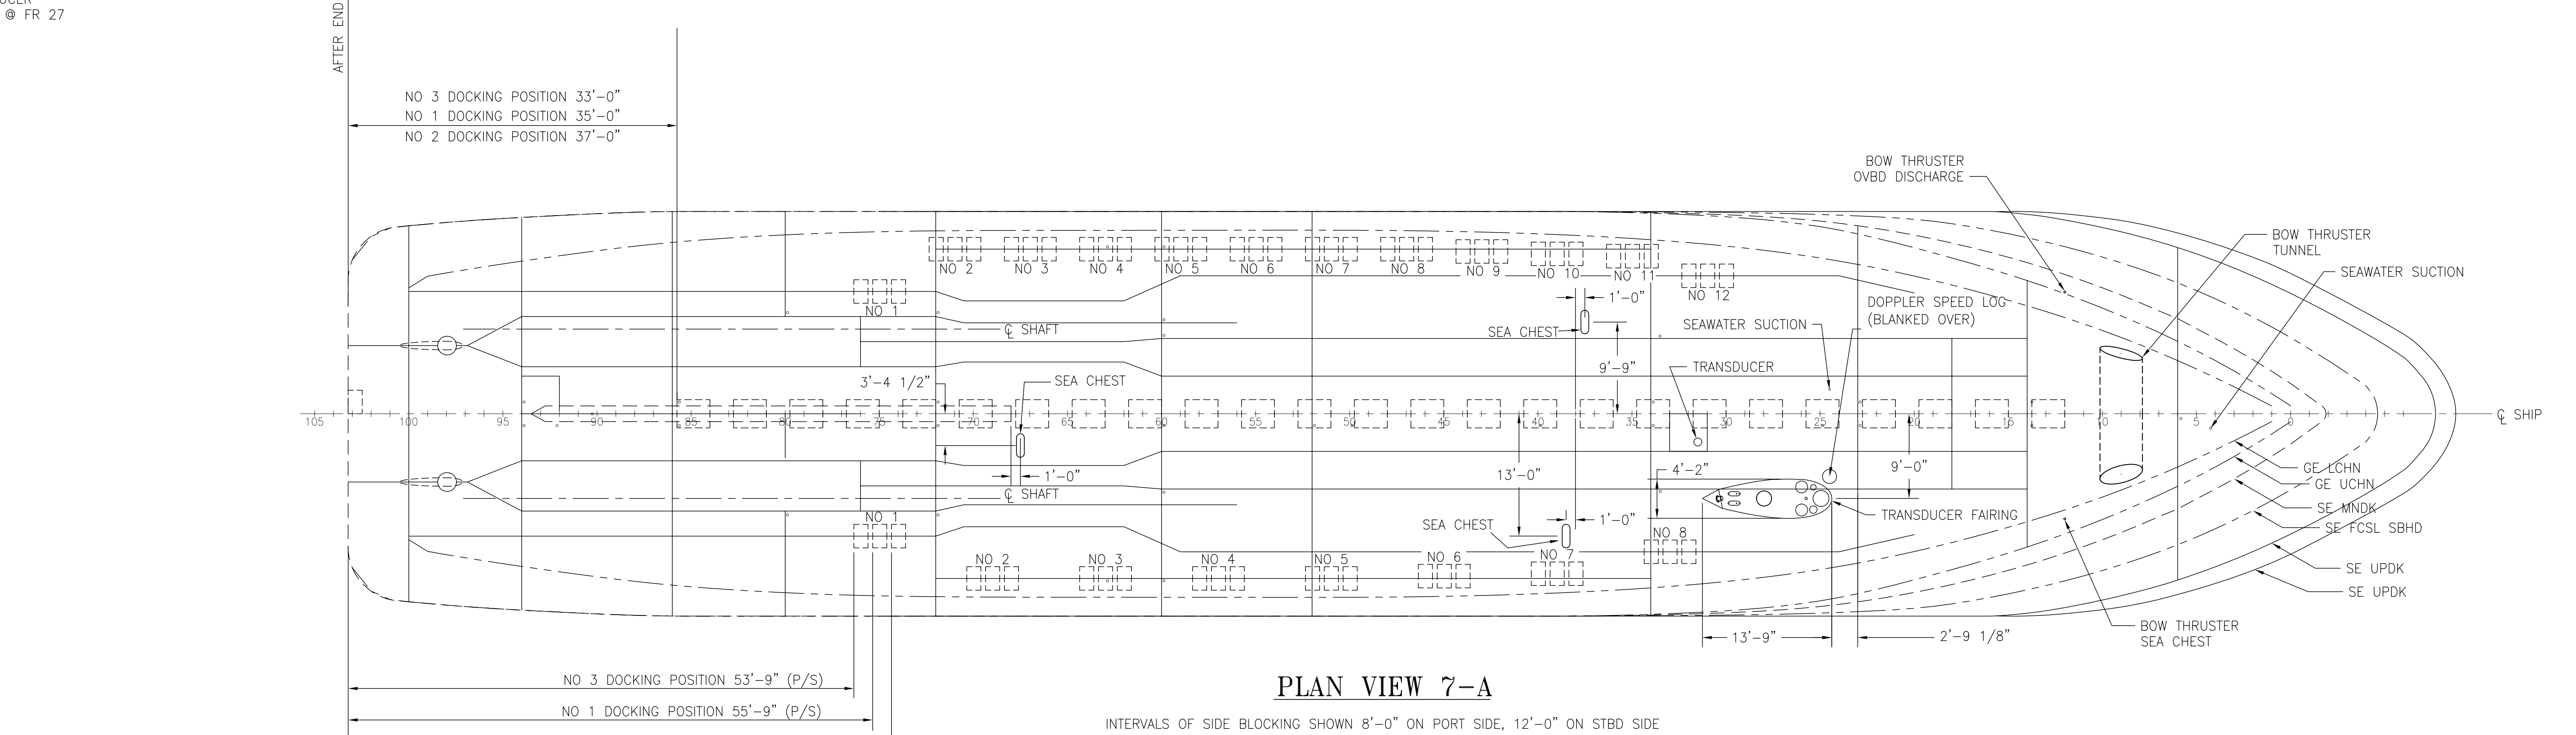 @ FR 27
AFTER END
NO 3 DOCKING POSITION 33'-0"
NO 1 DOCKING POSITION 35'-0"
NO 2 DOCKING POSITION 37'-0"
BOW THRUSTER
OVBD DISCHARGE
BOW THRUSTER
TUNNEL
SEAWATER SUCTION
NO 2
NO 3
NO 4
NO 5
NO 6
NO 7
NO 8
NO 9
NO 10
NO 11
NO 12
NO 1
1'-0"
DOPPLER SPEED LOG
(BLANKED OVER)
SEAWATER SUCTION
SEA CHEST
℄ SHAFT
9'-9"
TRANSDUCER
3'-4 1/2"
SEA CHEST
105 100 95 90 85 80 75 70 65 60 55 50 45 40 35 30 25 20 15 10 5 0
℄ SHIP
GE LCHN
GE UCHN
SE MNDK
SE FCSL SBHD
SE UPDK
SE UPDK
1'-0"
13'-0"
4'-2"
9'-0"
℄ SHAFT
TRANSDUCER FAIRING
NO 1
SEA CHEST
1'-0"
NO 2
NO 3
NO 4
NO 5
NO 6
NO 7
NO 8
13'-9"
2'-9 1/8"
BOW THRUSTER
SEA CHEST
NO 3 DOCKING POSITION 53'-9" (P/S)
NO 1 DOCKING POSITION 55'-9" (P/S)
PLAN VIEW 7-A
INTERVALS OF SIDE BLOCKING SHOWN 8'-0" ON PORT SIDE, 12'-0" ON STBD SIDE